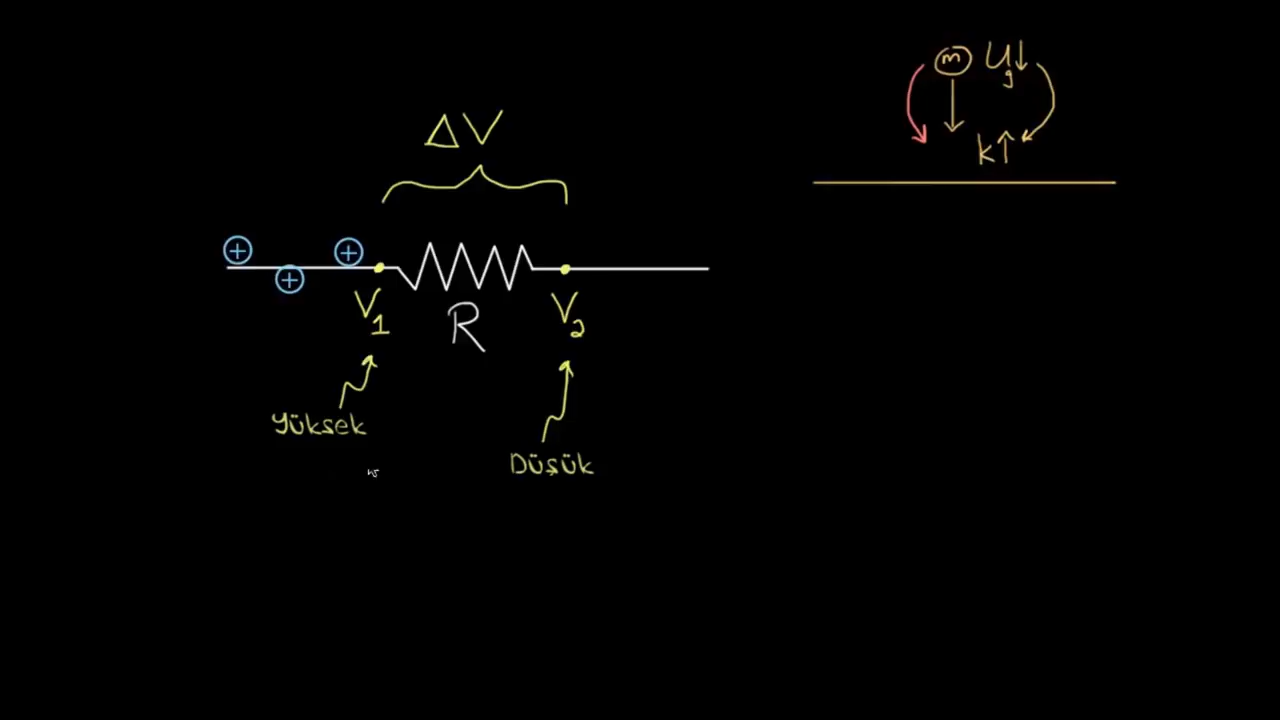 m Ug↓
k↑
ΔV
+ + +
V1 R V2
Yüksek
Düşük